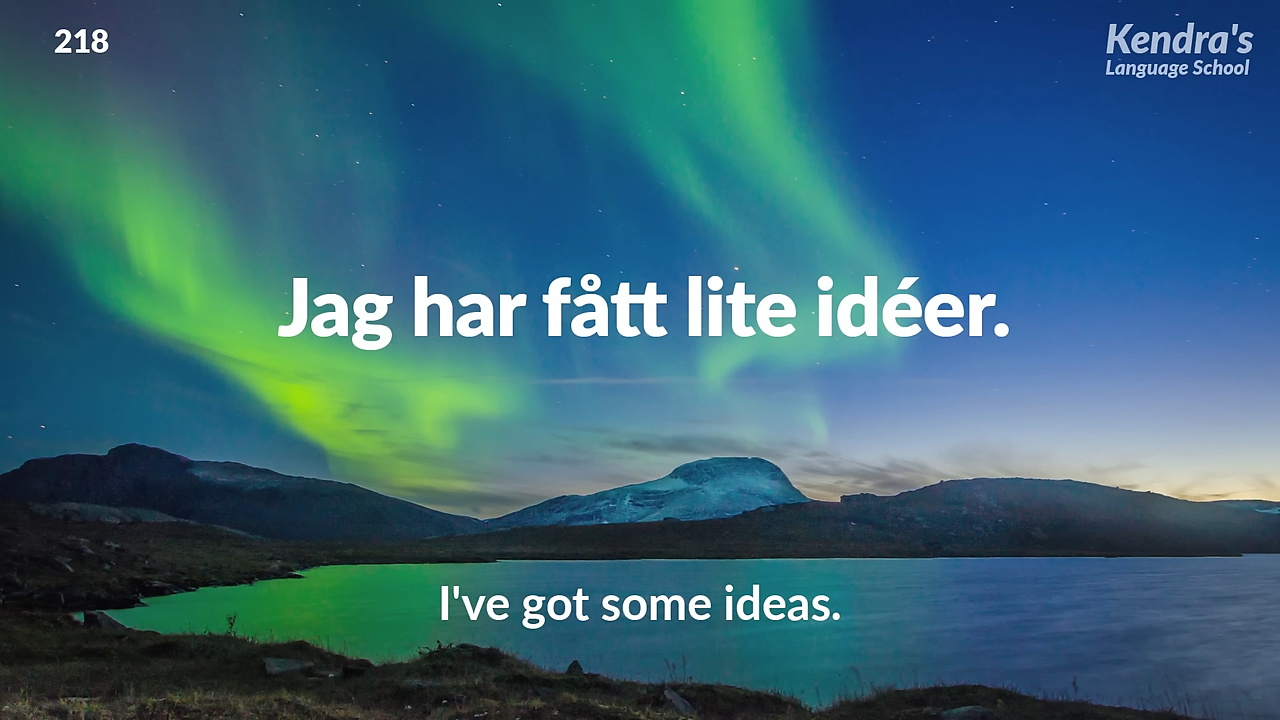 218
Kendra's
Language School
Jag har fått lite idéer.
I've got some ideas.